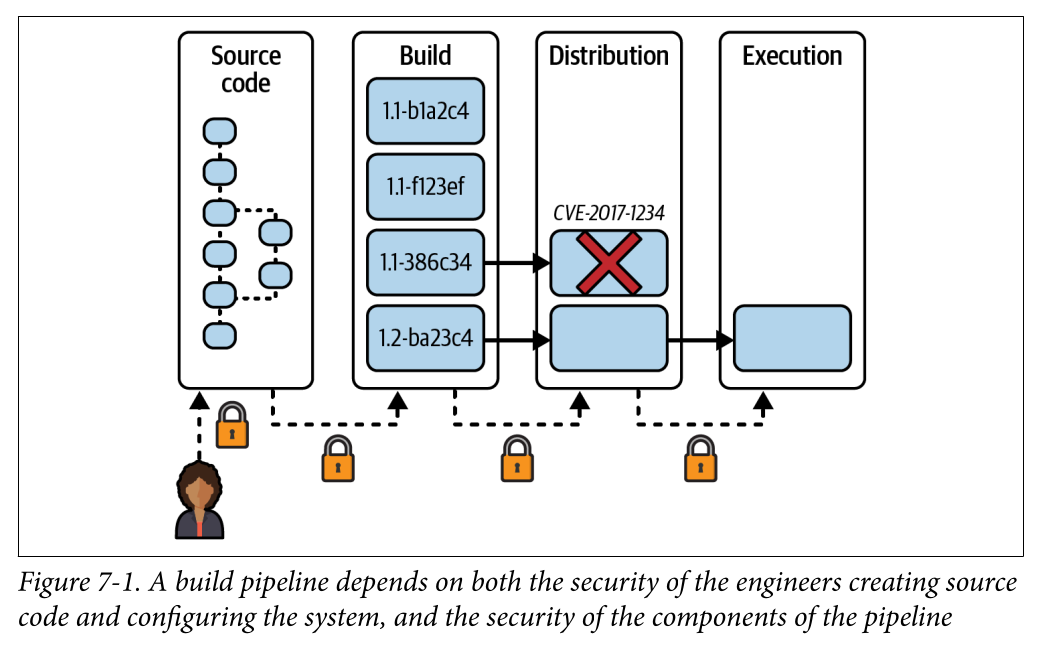 Source
code
Build
Distribution
Execution
1.1-b1a2c4
1.1-f123ef
CVE-2017-1234
1.1-386c34
1.2-ba23c4
Figure 7-1. A build pipeline depends on both the security of the engineers creating source
code and configuring the system, and the security of the components of the pipeline